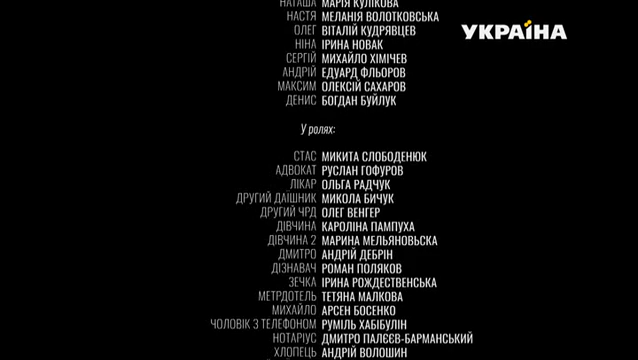 НАТАША МАРІЯ КУЛІКОВА
НАСТЯ МЕЛАНІЯ ВОЛОТКОВСЬКА
ОЛЕГ ВІТАЛІЙ КУДРЯВЦЕВ
НІНА ІРИНА НОВАК
СЕРГІЙ МИХАЙЛО ХІМІЧЕВ
АНДРІЙ ЕДУАРД ФЛЬОРОВ
МАКСИМ ОЛЕКСІЙ САХАРОВ
ДЕНИС БОГДАН БУЙЛУК
УКРАЇНА
У ролях:
СТАС МИКИТА СЛОБОДЕНЮК
АДВОКАТ РУСЛАН ГОФУРОВ
ЛІКАР ОЛЬГА РАДЧУК
ДРУГИЙ ДАІШНИК МИКОЛА БИЧУК
ДРУГИЙ ЧРД ОЛЕГ ВЕНГЕР
ДІВЧИНА КАРОЛІНА ПАМПУХА
ДІВЧИНА 2 МАРИНА МЕЛЬЯНОВЬСКА
ДМИТРО АНДРІЙ ДЕБРІН
ДІЗНАВАЧ РОМАН ПОЛЯКОВ
ЗЕЧКА ІРИНА РОЖДЕСТВЕНСЬКА
МЕТРДОТЕЛЬ ТЕТЯНА МАЛКОВА
МИХАЙЛО АРСЕН БОСЕНКО
ЧОЛОВІК З ТЕЛЕФОНОМ РУМІЛЬ ХАБІБУЛІН
НОТАРІУС ДМИТРО ПАЛЄЄВ-БАРМАНСЬКИЙ
ХЛОПЕЦЬ АНДРІЙ ВОЛОШИН